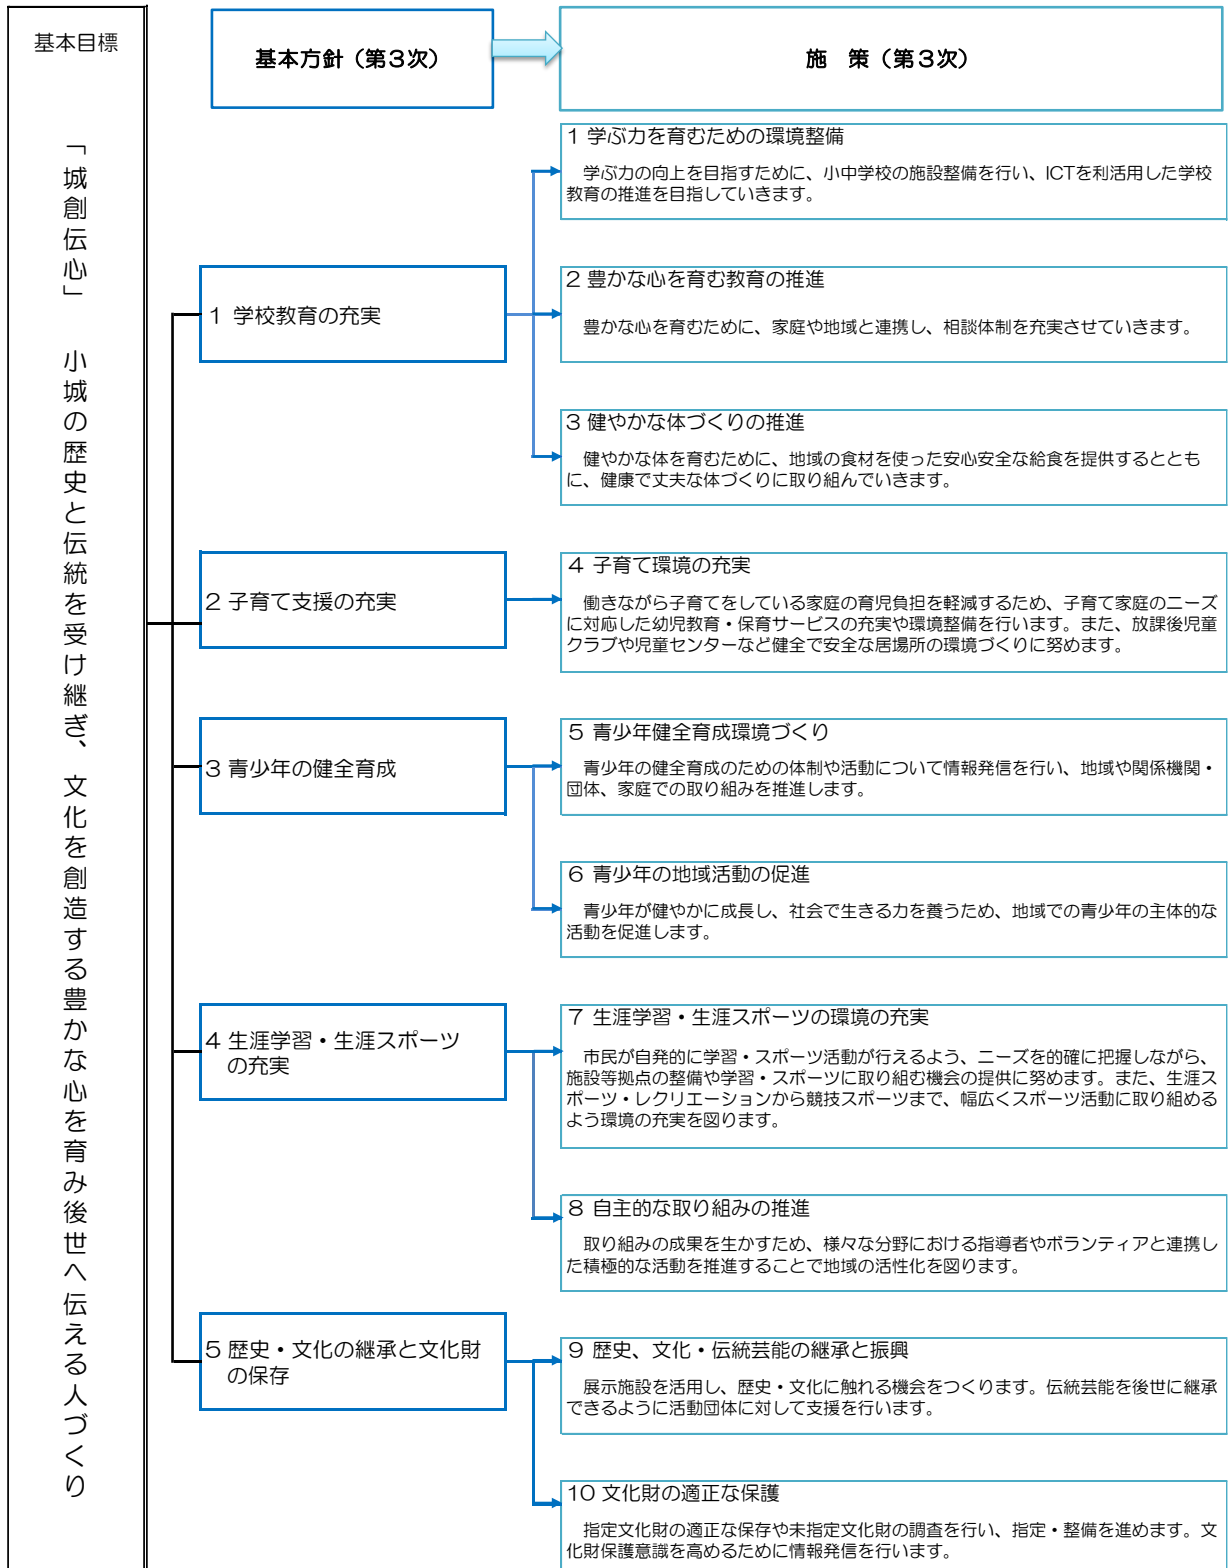 基本目標
「城創伝心」 小城の歴史と伝統を受け継ぎ、文化を創造する豊かな心を育み後世へ伝える人づくり
基本方針（第３次）
施　策（第３次）
1 学校教育の充実
1 学ぶ力を育むための環境整備
学ぶ力の向上を目指すために、小中学校の施設整備を行い、ICTを利活用した学校
教育の推進を目指していきます。
2 豊かな心を育む教育の推進
豊かな心を育むために、家庭や地域と連携し、相談体制を充実させていきます。
3 健やかな体づくりの推進
健やかな体を育むために、地域の食材を使った安心安全な給食を提供するととも
に、健康で丈夫な体づくりに取り組んでいきます。
2 子育て支援の充実
4 子育て環境の充実
働きながら子育てをしている家庭の育児負担を軽減するため、子育て家庭のニーズ
に対応した幼児教育・保育サービスの充実や環境整備を行います。また、放課後児童
クラブや児童センターなど健全で安全な居場所の環境づくりに努めます。
3 青少年の健全育成
5 青少年健全育成環境づくり
青少年の健全育成のための体制や活動について情報発信を行い、地域や関係機関・
団体、家庭での取り組みを推進します。
6 青少年の地域活動の促進
青少年が健やかに成長し、社会で生きる力を養うため、地域での青少年の主体的な
活動を促進します。
4 生涯学習・生涯スポーツ
の充実
7 生涯学習・生涯スポーツの環境の充実
市民が自発的に学習・スポーツ活動が行えるよう、ニーズを的確に把握しながら、
施設等拠点の整備や学習・スポーツに取り組む機会の提供に努めます。また、生涯ス
ポーツ・レクリエーションから競技スポーツまで、幅広くスポーツ活動に取り組める
よう環境の充実を図ります。
8 自主的な取り組みの推進
取り組みの成果を生かすため、様々な分野における指導者やボランティアと連携し
た積極的な活動を推進することで地域の活性化を図ります。
5 歴史・文化の継承と文化財
の保存
9 歴史、文化・伝統芸能の継承と振興
展示施設を活用し、歴史・文化に触れる機会をつくります。伝統芸能を後世に継承
できるように活動団体に対して支援を行います。
10 文化財の適正な保護
指定文化財の適正な保存や未指定文化財の調査を行い、指定・整備を進めます。文
化財保護意識を高めるために情報発信を行います。